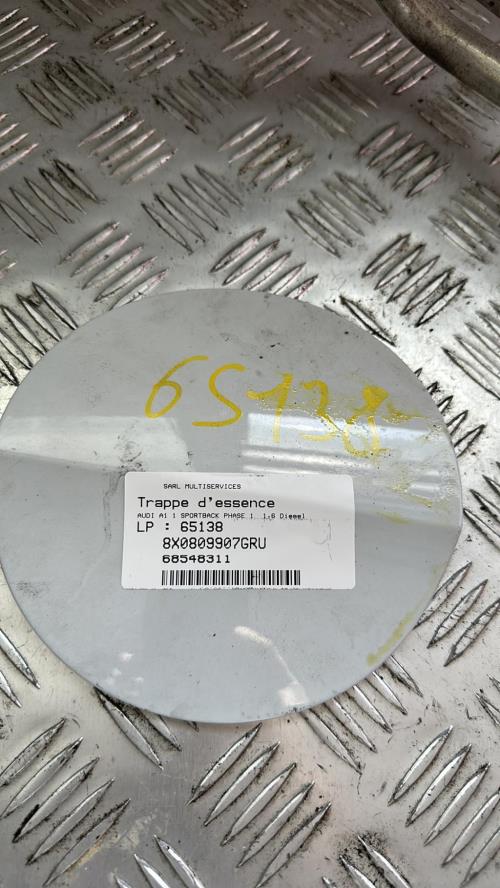 65138
SARL MULTISERVICES
Trappe d'essence
AUDI A1 1 SPORTBACK PHASE 1 1.6 Diesel
LP : 65138
8X0809907GRU
68548311